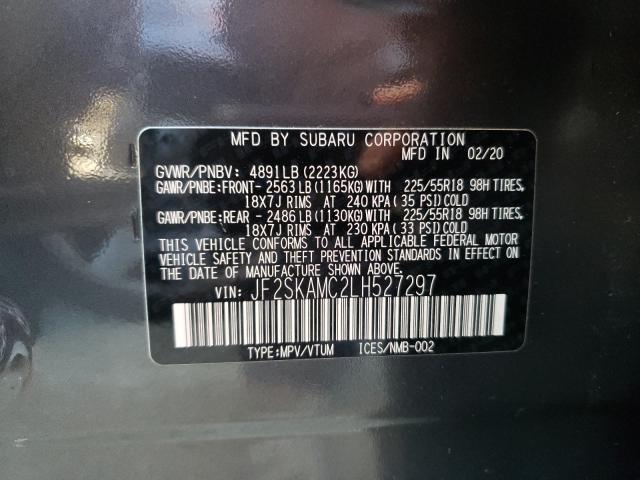 MFD BY SUBARU CORPORATION
MFD IN 02/20
GVWR/PNBV: 4891LB (2223KG)
GAWR/PNBE:FRONT- 2563 LB (1165KG)WITH 225/55R18 98H TIRES,
18X7J RIMS AT 240 KPA ( 35 PSI) COLD
GAWR/PNBE:REAR - 2486 LB (1130KG)WITH 225/55R18 98H TIRES,
18X7J RIMS AT 230 KPA ( 33 PSI) COLD
THIS VEHICLE CONFORMS TO ALL APPLICABLE FEDERAL MOTOR
VEHICLE SAFETY AND THEFT PREVENTION STANDARDS IN EFFECT ON
THE DATE OF MANUFACTURE SHOWN ABOVE.
VIN: JF2SKAMC2LH527297
TYPE:MPV/VTUM ICES/NMB-002